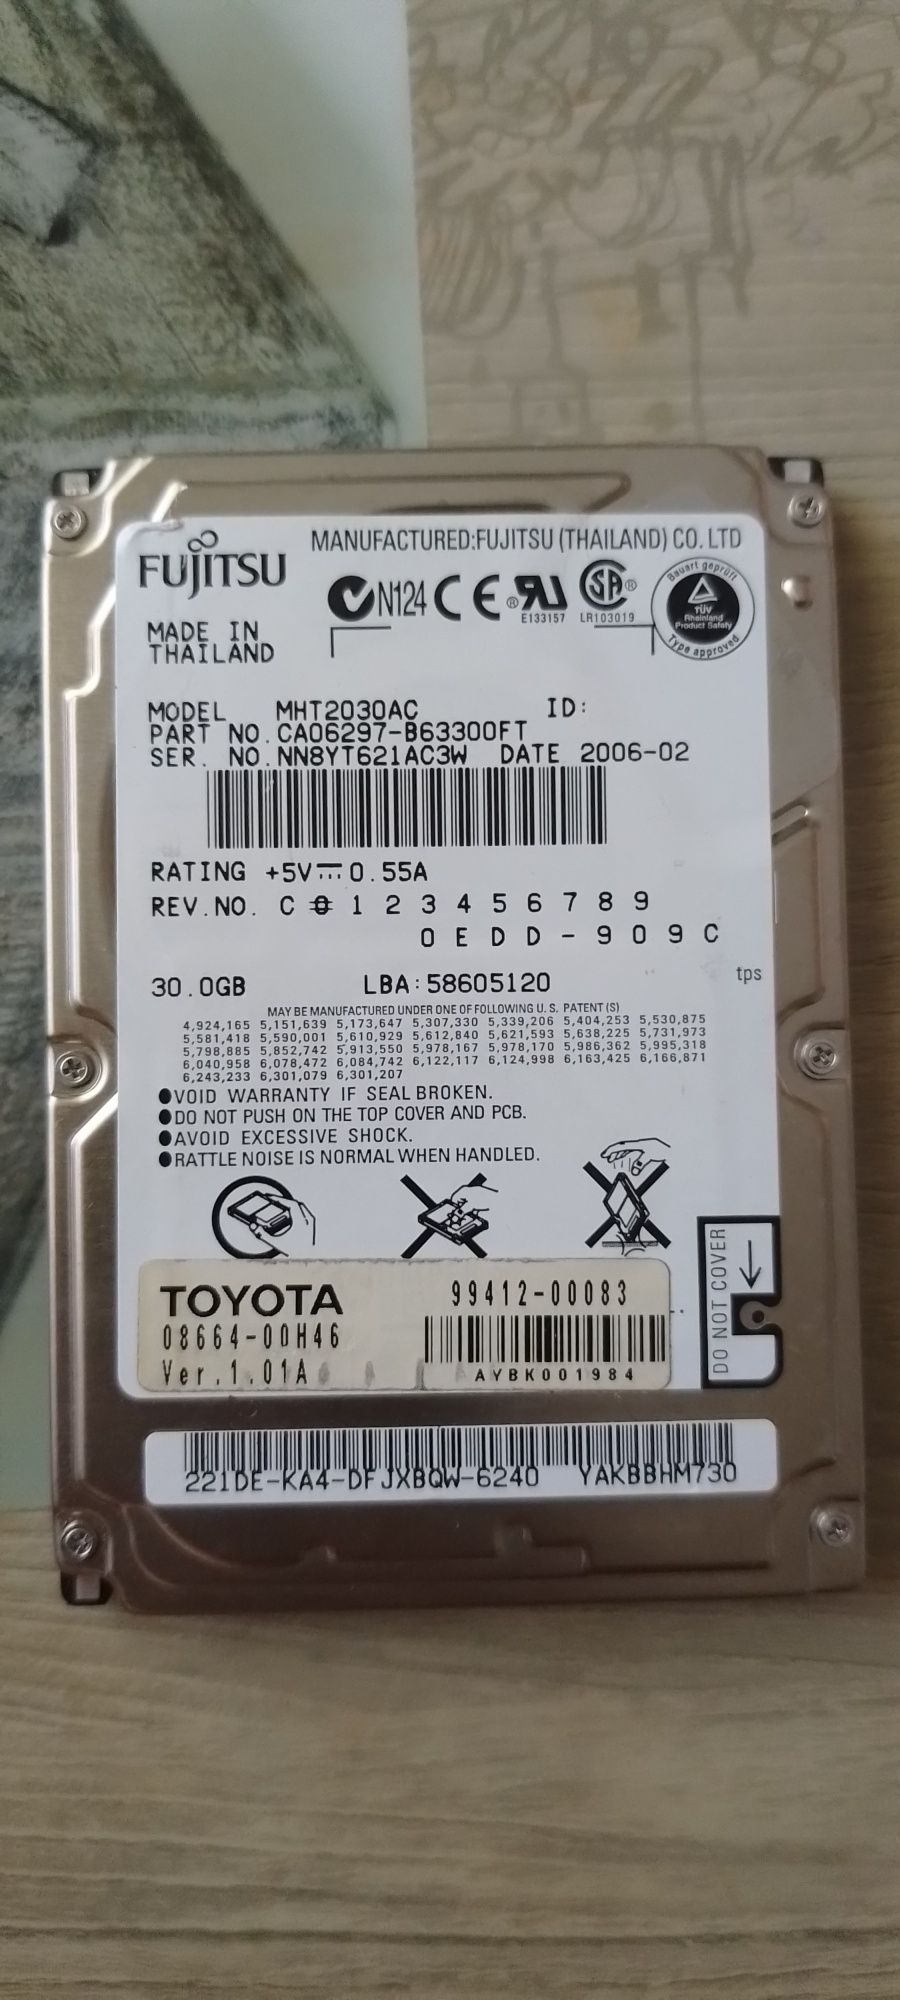 FUJITSU
MANUFACTURED:FUJITSU (THAILAND) CO. LTD
N124 CE
E133157 LR103019
Bauart geprüft
TÜV
Rheinland
Product Safety
Type approved
MADE IN
THAILAND
MODEL MHT2030AC ID:
PART NO. CA06297-B63300FT
SER. NO. NN8YT621AC3W DATE 2006-02
RATING +5V⎓0.55A
REV.NO. C 0 1 2 3 4 5 6 7 8 9
0 E D D - 9 0 9 C
tps
30.0GB LBA:58605120
MAY BE MANUFACTURED UNDER ONE OF FOLLOWING U. S. PATENT (S)
4,924,165 5,151,639 5,173,647 5,307,330 5,339,206 5,404,253 5,530,875
5,581,418 5,590,001 5,610,929 5,612,840 5,621,593 5,638,225 5,731,973
5,798,885 5,852,742 5,913,550 5,978,167 5,978,170 5,986,362 5,995,318
6,040,958 6,078,472 6,084,742 6,122,117 6,124,998 6,163,425 6,166,871
6,243,233 6,301,079 6,301,207
●VOID WARRANTY IF SEAL BROKEN.
●DO NOT PUSH ON THE TOP COVER AND PCB.
●AVOID EXCESSIVE SHOCK.
●RATTLE NOISE IS NORMAL WHEN HANDLED.
DO NOT COVER
TOYOTA 99412-00083
08664-00H46
Ver.1.01A AYBK001984
221DE-KA4-DFJXBQW-6240 YAKBBHM730